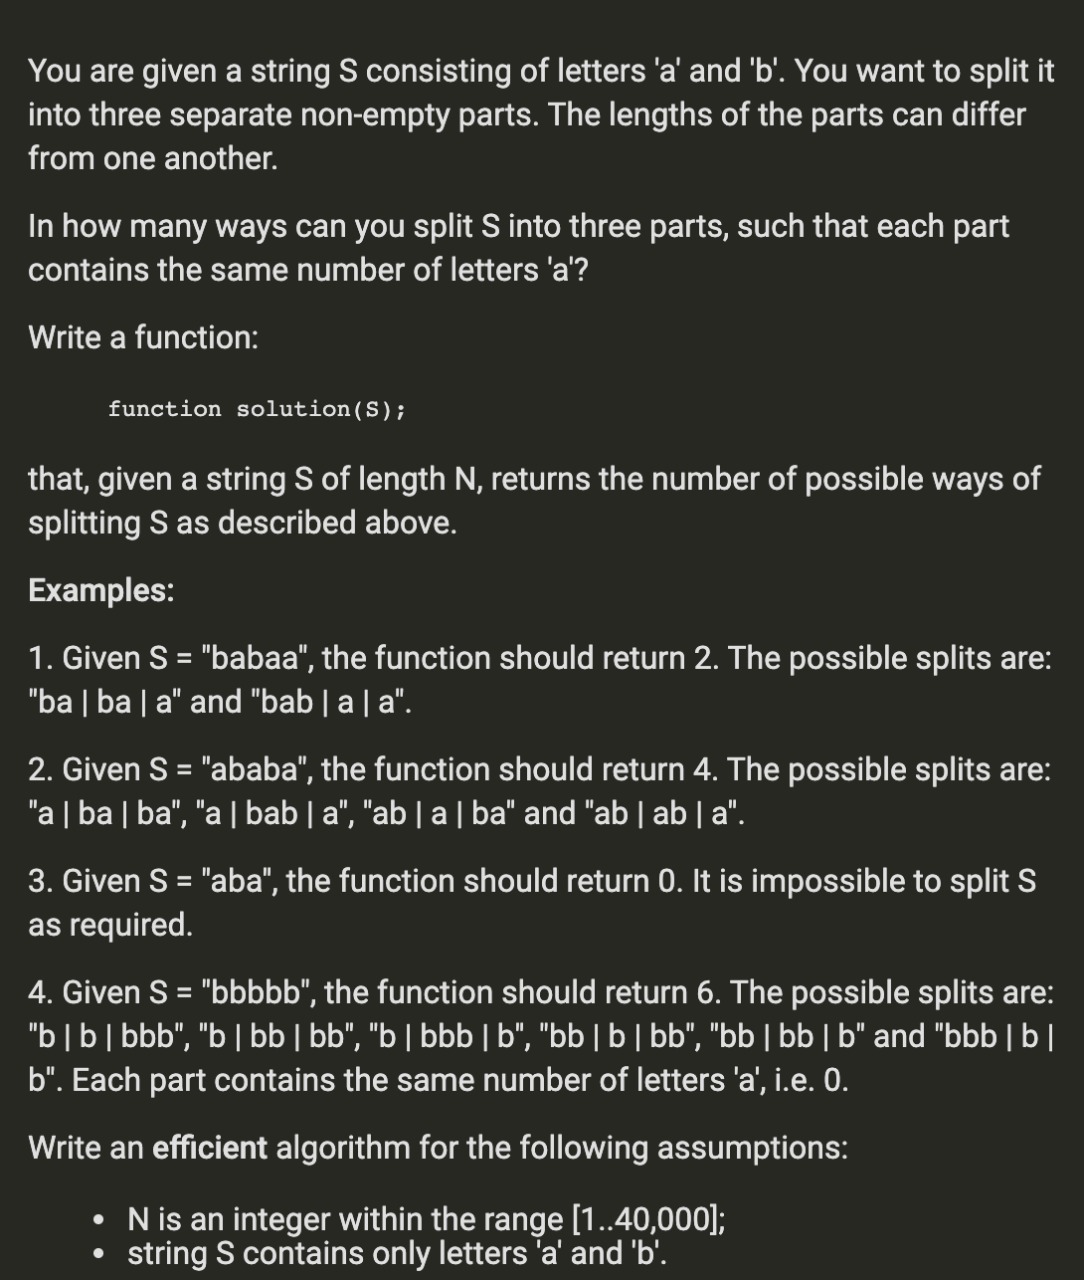 You are given a string S consisting of letters 'a' and 'b'. You want to split it
into three separate non-empty parts. The lengths of the parts can differ
from one another.
In how many ways can you split S into three parts, such that each part
contains the same number of letters 'a'?
Write a function:
function solution(S);
that, given a string S of length N, returns the number of possible ways of
splitting S as described above.
Examples:
1. Given S = "babaa", the function should return 2. The possible splits are:
"ba | ba | a" and "bab | a | a".
2. Given S = "ababa", the function should return 4. The possible splits are:
"a | ba | ba", "a | bab | a", "ab | a | ba" and "ab | ab | a".
3. Given S = "aba", the function should return 0. It is impossible to split S
as required.
4. Given S = "bbbbb", the function should return 6. The possible splits are:
"b | b | bbb", "b | bb | bb", "b | bbb | b", "bb | b | bb", "bb | bb | b" and "bbb | b |
b". Each part contains the same number of letters 'a', i.e. 0.
Write an efficient algorithm for the following assumptions:
• N is an integer within the range [1..40,000];
• string S contains only letters 'a' and 'b'.